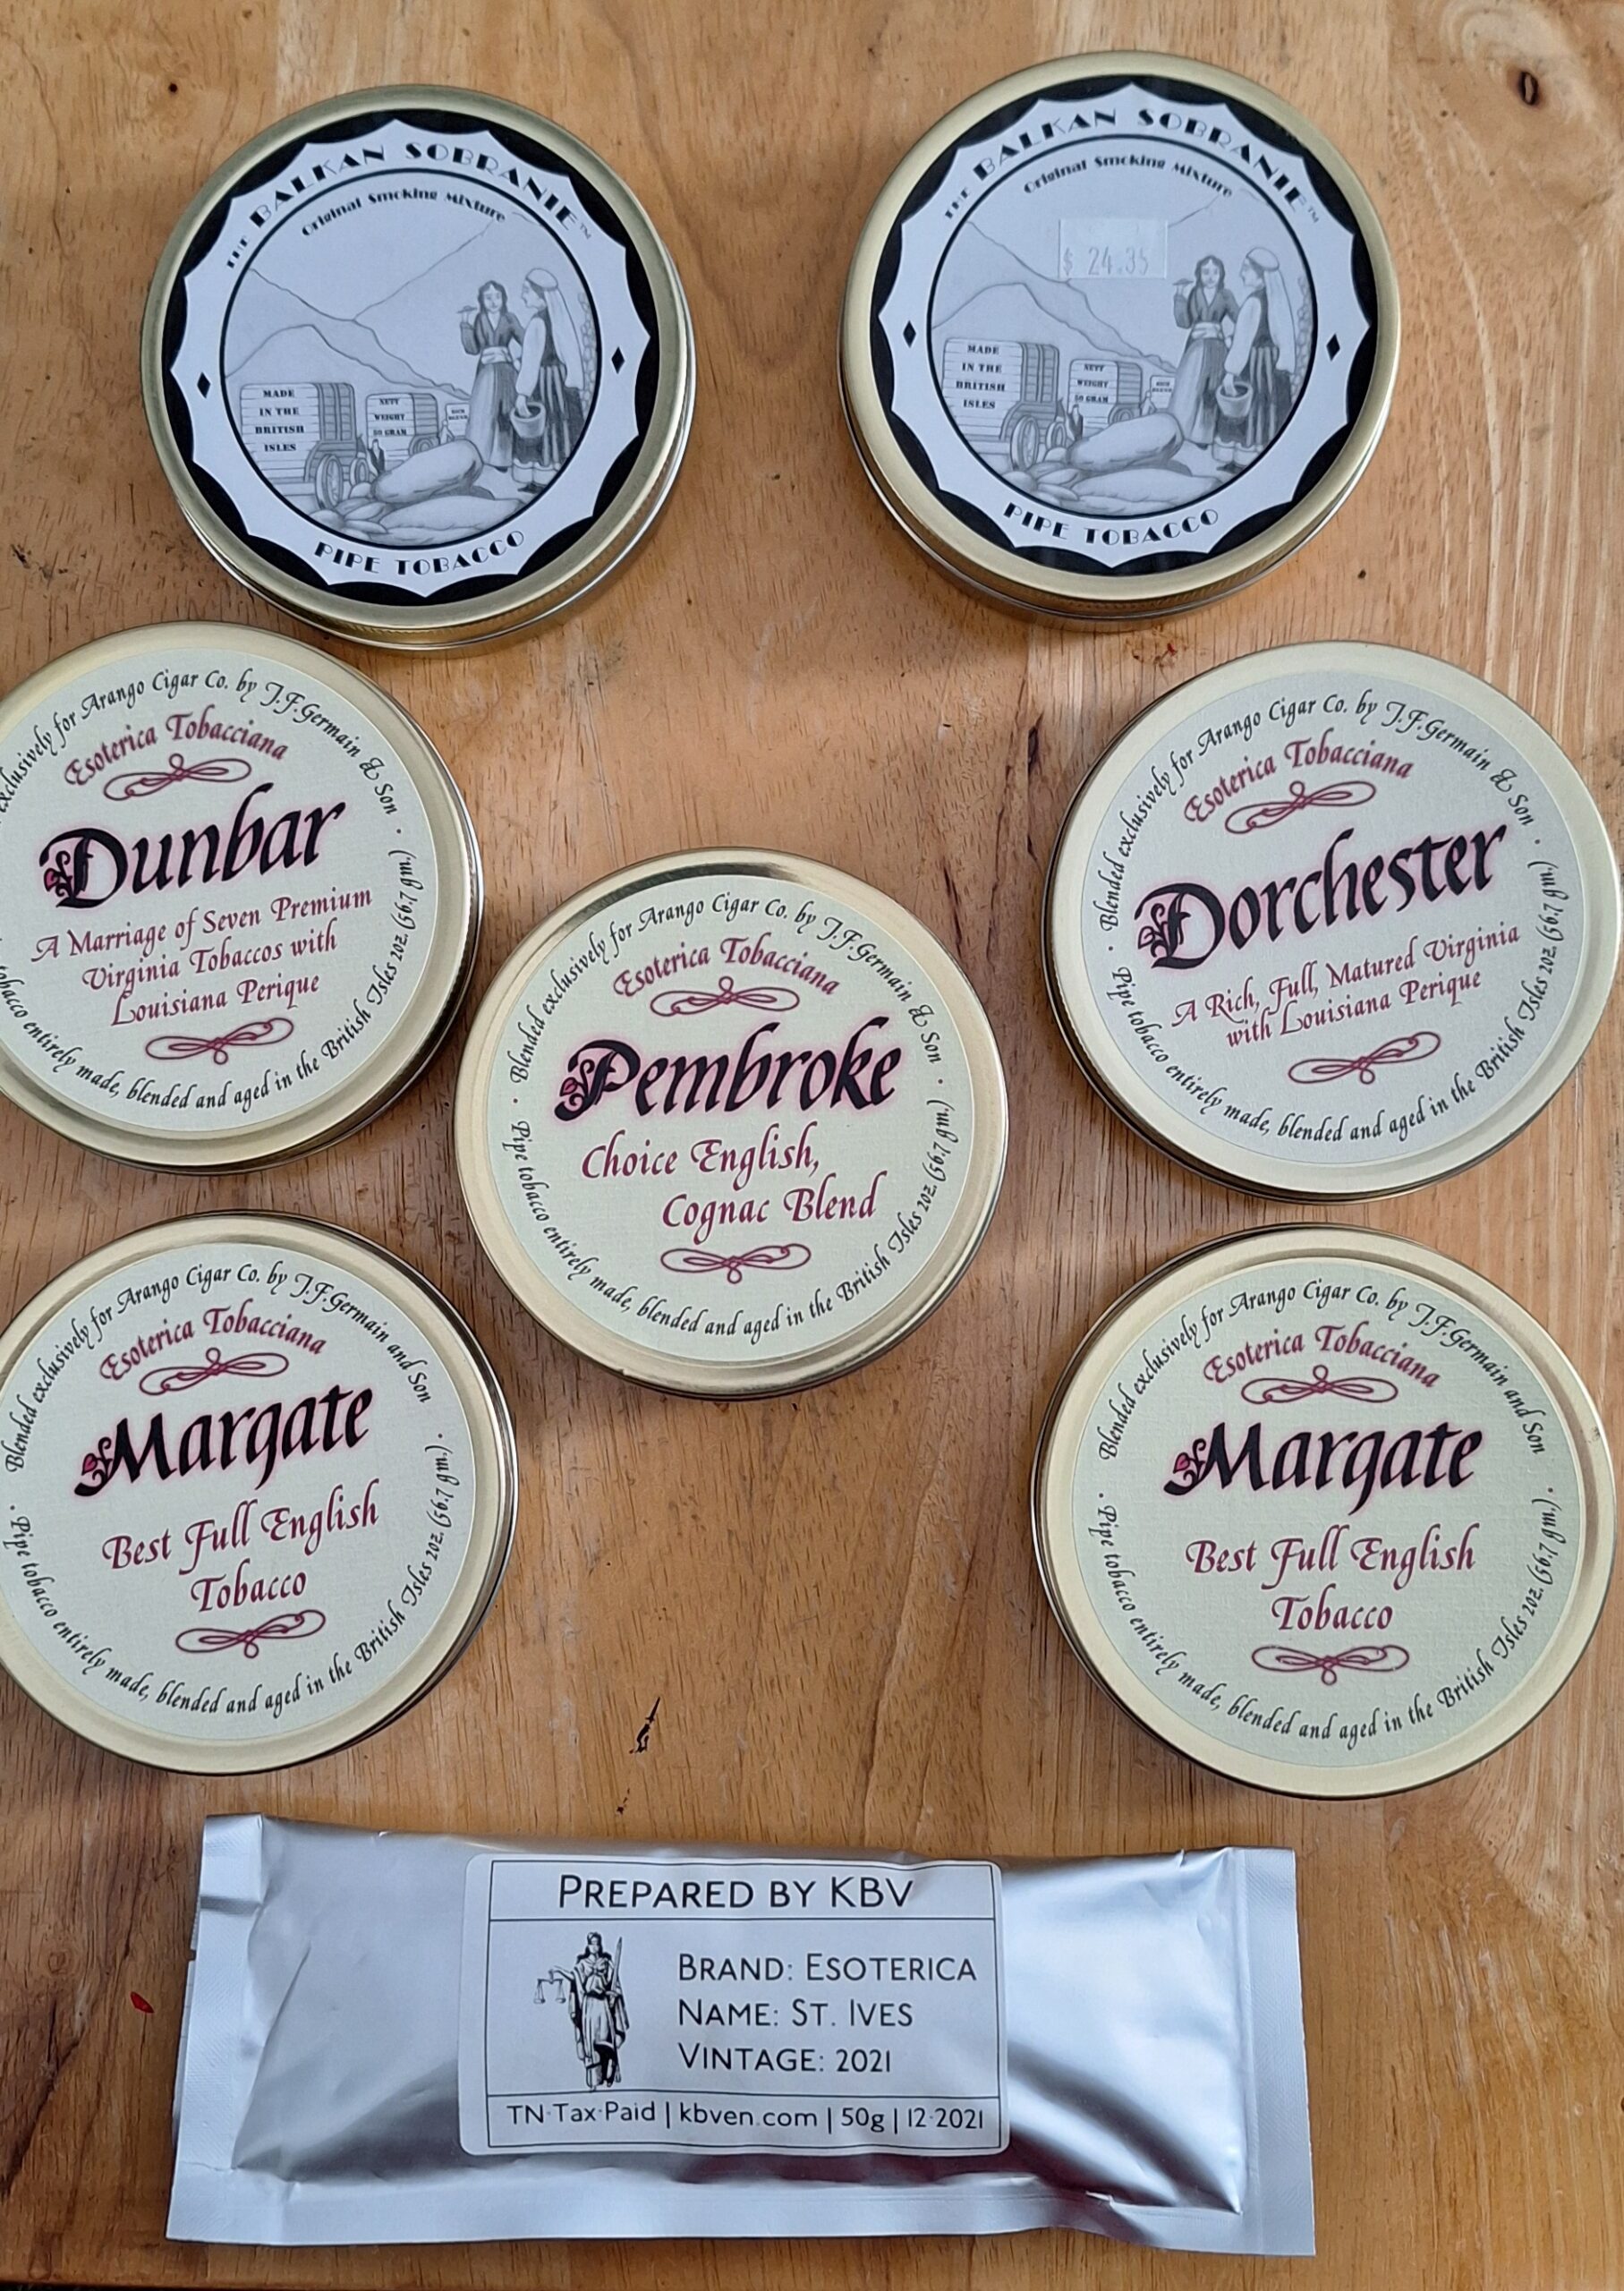 THE BALKAN SOBRANIE™
Original Smoking Mixture
MADE
IN THE
BRITISH
ISLES
NETT
WEIGHT
50 GRAM
RICH
PIPE TOBACCO
THE BALKAN SOBRANIE™
Original Smoking Mixture
$ 24.35
MADE
IN THE
BRITISH
ISLES
NETT
WEIGHT
50 GRAM
RICH
PIPE TOBACCO
exclusively for Arango Cigar Co. by J.F.Germain & Son ·
Esoterica Tobacciana
Dunbar
A Marriage of Seven Premium
Virginia Tobaccos with
Louisiana Perique
tobacco entirely made, blended and aged in the British Isles 2oz. (56.7 gm.)
· Blended exclusively for Arango Cigar Co. by J.F.Germain & Son ·
Esoterica Tobacciana
Dorchester
A Rich, Full, Matured Virginia
with Louisiana Perique
Pipe tobacco entirely made, blended and aged in the British Isles 2oz. (56.7 gm.)
· Blended exclusively for Arango Cigar Co. by J.F.Germain & Son ·
Esoterica Tobacciana
Pembroke
Choice English,
Cognac Blend
Pipe tobacco entirely made, blended and aged in the British Isles 2oz. (56.7 gm.)
Blended exclusively for Arango Cigar Co. by J.F.Germain and Son
Esoterica Tobacciana
Margate
Best Full English
Tobacco
· Pipe tobacco entirely made, blended and aged in the British Isles 2oz. (56.7 gm.) ·
Blended exclusively for Arango Cigar Co. by J.F.Germain and Son
Esoterica Tobacciana
Margate
Best Full English
Tobacco
· Pipe tobacco entirely made, blended and aged in the British Isles 2oz. (56.7 gm.) ·
PREPARED BY KBV
BRAND: ESOTERICA
NAME: ST. IVES
VINTAGE: 2021
TN·Tax·Paid | kbven.com | 50g | 12·2021